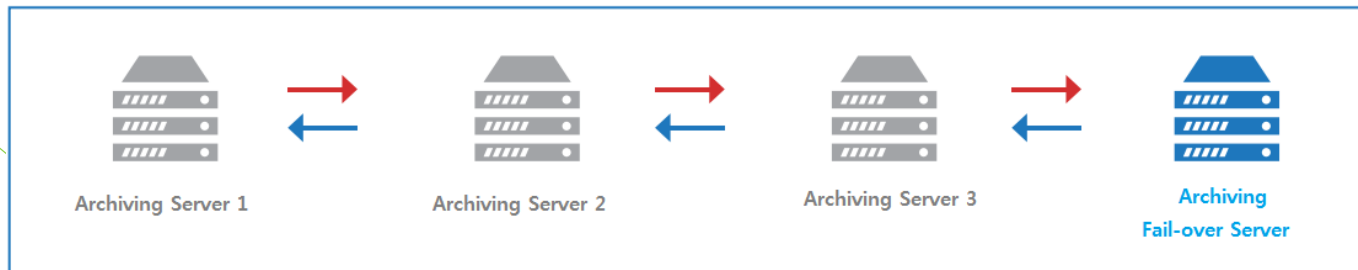 Archiving Server 1
Archiving Server 2
Archiving Server 3
Archiving
Fail-over Server